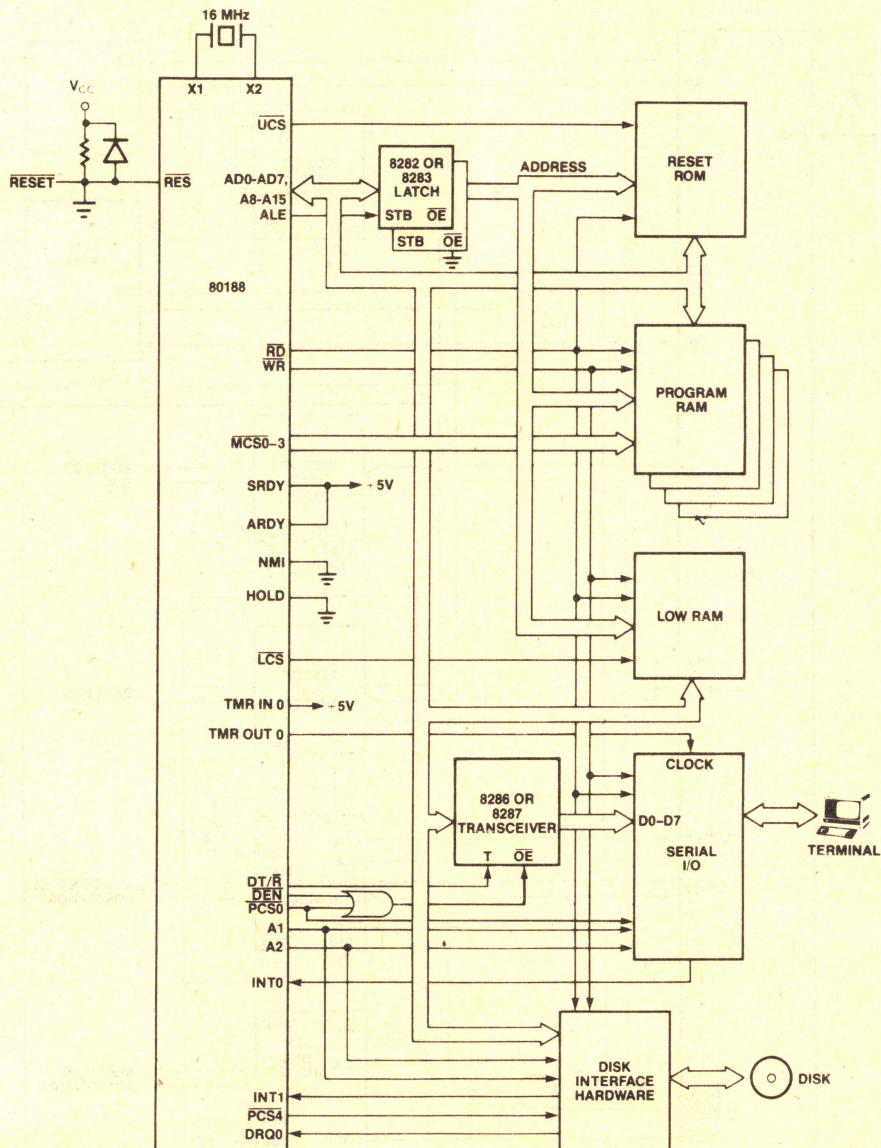 16 MHz
X1
X2
VCC
UCS
RESET
RES
AD0-AD7,
A8-A15
ALE
8282 OR
8283
LATCH
STB OE
STB OE
ADDRESS
RESET
ROM
80188
RD
WR
PROGRAM
RAM
MCS0-3
SRDY
+5V
ARDY
NMI
HOLD
LOW RAM
LCS
TMR IN 0
+5V
TMR OUT 0
CLOCK
8286 OR
8287
TRANSCEIVER
T OE
D0-D7
SERIAL
I/O
TERMINAL
DT/R
DEN
PCS0
A1
A2
INT0
DISK
INTERFACE
HARDWARE
DISK
INT1
PCS4
DRQ0